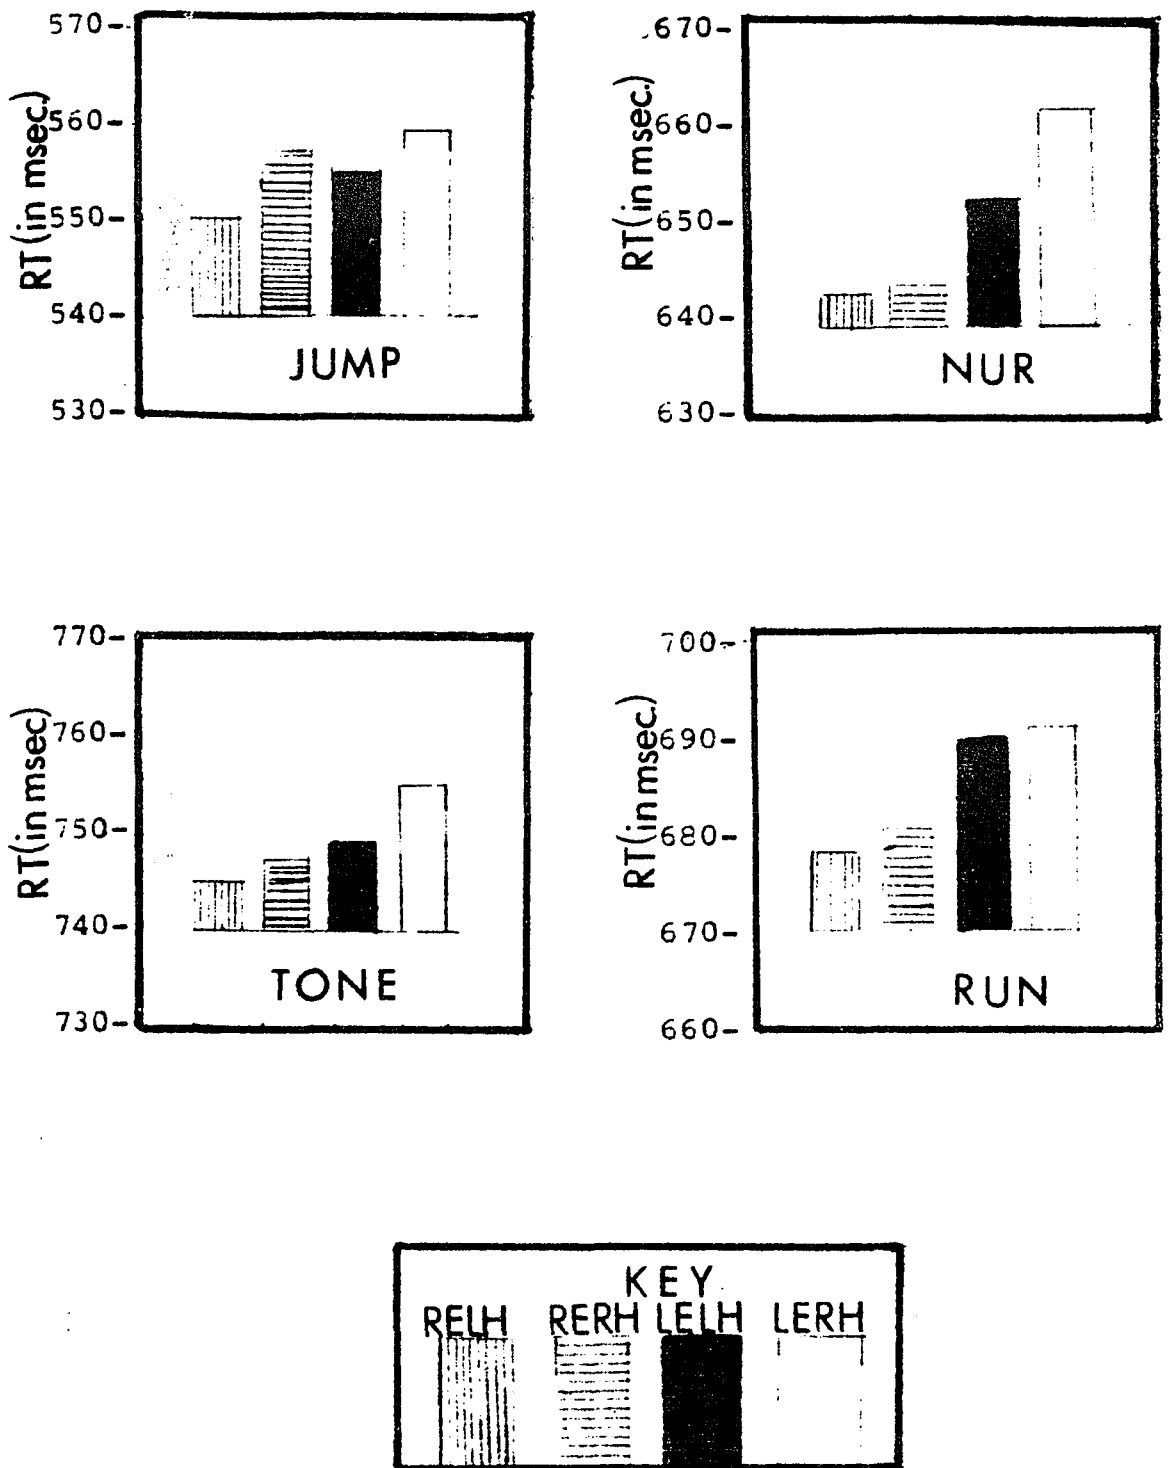 570-
560-
550-
540-
530-
RT(in msec.)
JUMP
670-
660-
650-
640-
630-
RT(in msec.)
NUR
770-
760-
750-
740-
730-
RT(in msec)
TONE
700-
690-
680-
670-
660-
RT(in msec.)
RUN
KEY
RELH RERH LELH LERH